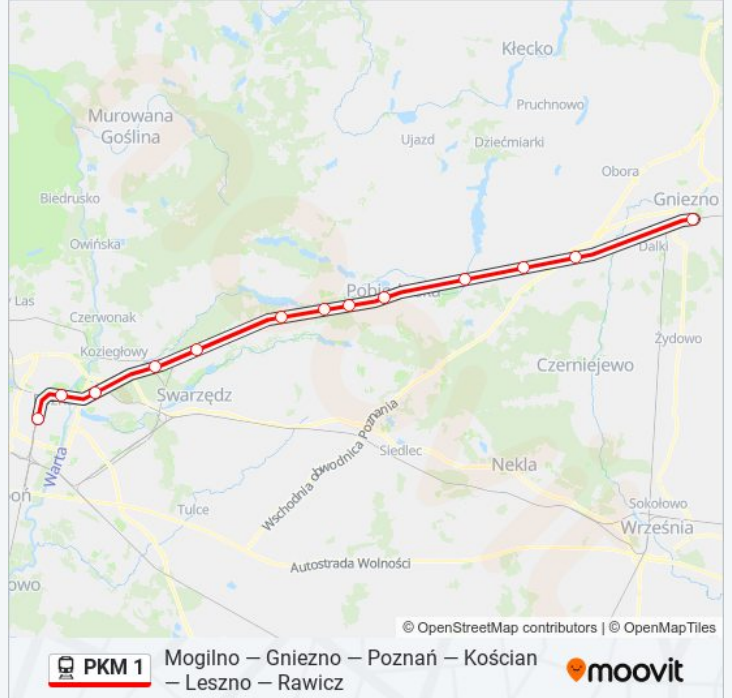 Kłecko
Pruchnowo
Murowana
Goślina
Ujazd
Dziećmiarki
Obora
Biedrusko
Gniezno
Owińska
Dalki
y Las
Czerwonak
Koziegłowy
Żydowo
Czerniejewo
Swarzędz
Wschodnia obwodnica Poznania
Siedlec
Warta
Nekla
oń
Sokołowo
Tulce
Września
Autostrada Wolności
owo
© OpenStreetMap contributors | © OpenMapTiles
PKM 1
Mogilno — Gniezno — Poznań — Kościan
— Leszno — Rawicz
moovit